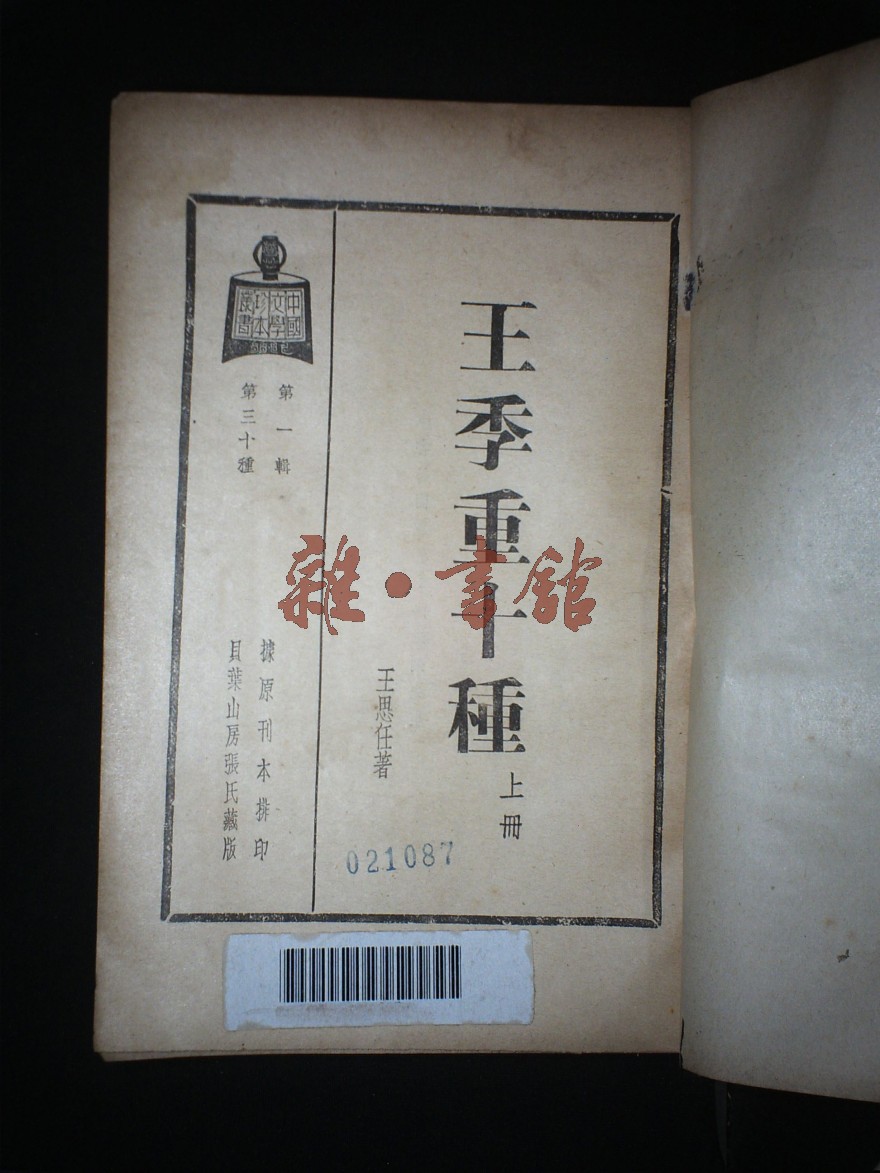 王季重十種
上冊
王思任著
中國
文學
珍本
叢書
第一輯
第三十種
據原刊本排印
貝葉山房張氏藏版
021087
雜·書館